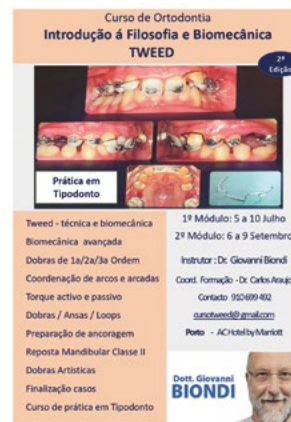 Curso de Ortodontia
Introdução á Filosofia e Biomecânica
TWEED
2ª
Edição
Prática em
Tipodonto
Tweed - técnica e biomecânica
Biomecânica avançada
Dobras de 1a/2a/3a Ordem
Coordenação de arcos e arcadas
Torque activo e passivo
Dobras / Ansas / Loops
Preparação de ancoragem
Reposta Mandibular Classe II
Dobras Artísticas
Finalização casos
Curso de prática em Tipodonto
1º Módulo: 5 a 10 Julho
2º Módulo: 6 a 9 Setembro
Instrutor : Dr. Giovanni Biondi
Coord. Formação - Dr. Carlos Araujo
Contacto 910 699 492
cursotweed@gmail.com
Porto - AC Hotel by Marriott
Dott. Giovanni
BIONDI